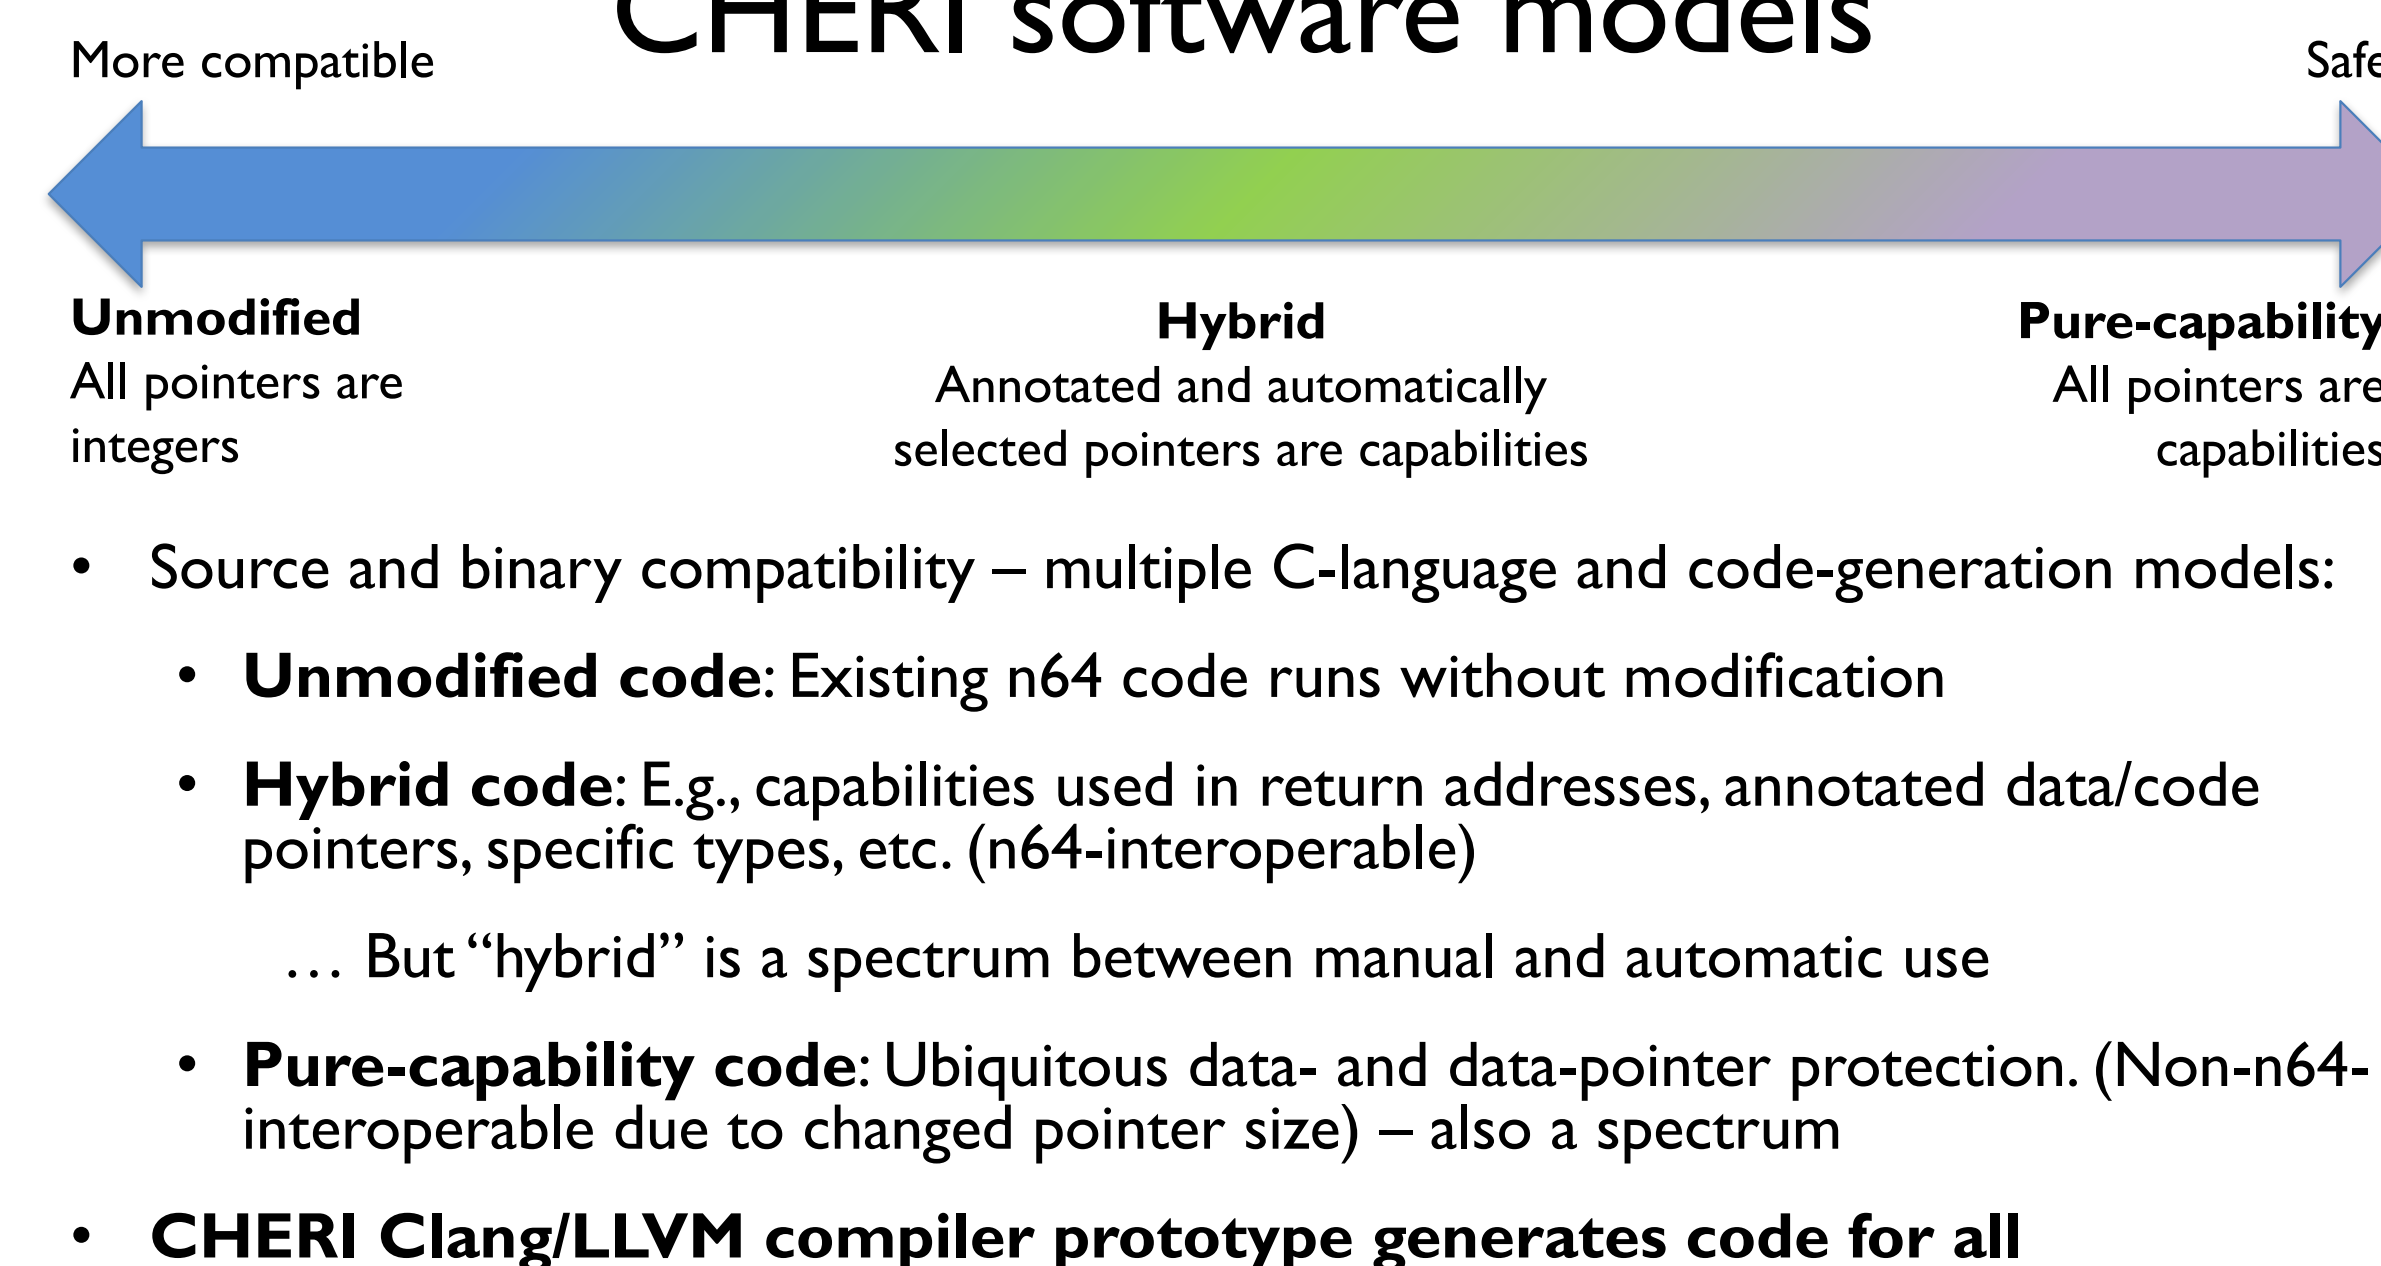 CHERI software models
More compatible
Safe
Unmodified
All pointers are
integers
Hybrid
Annotated and automatically
selected pointers are capabilities
Pure-capability
All pointers are
capabilities
• Source and binary compatibility – multiple C-language and code-generation models:
• Unmodified code: Existing n64 code runs without modification
• Hybrid code: E.g., capabilities used in return addresses, annotated data/code
pointers, specific types, etc. (n64-interoperable)
… But “hybrid” is a spectrum between manual and automatic use
• Pure-capability code: Ubiquitous data- and data-pointer protection. (Non-n64-
interoperable due to changed pointer size) – also a spectrum
• CHERI Clang/LLVM compiler prototype generates code for all